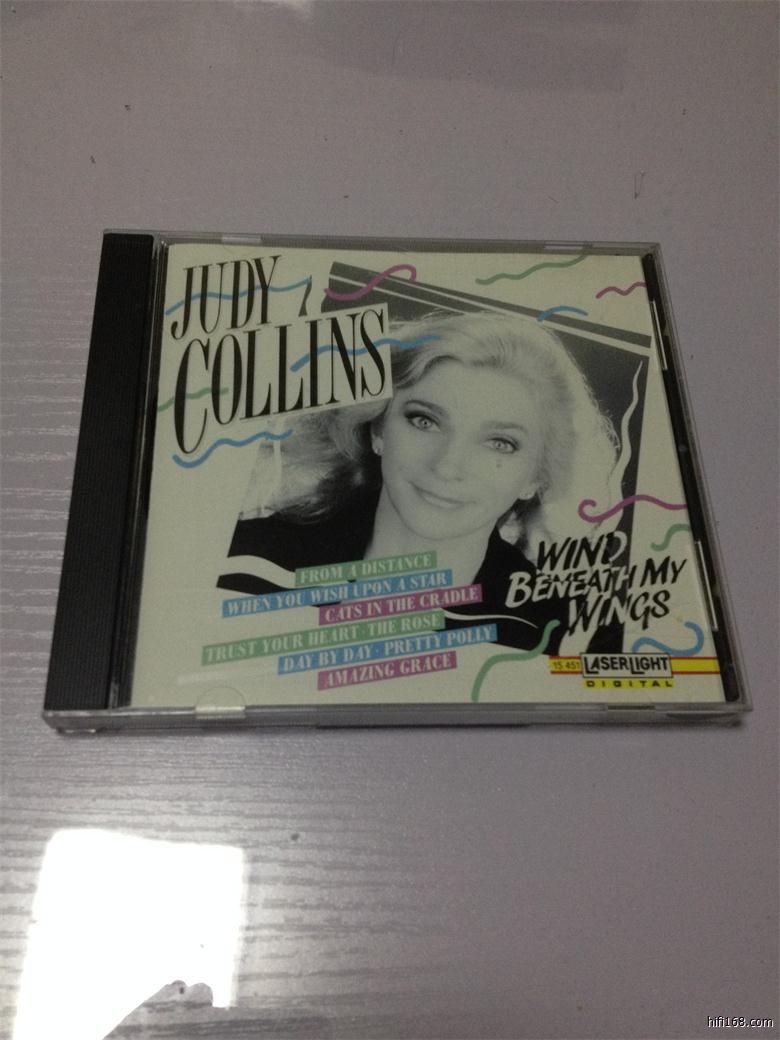 JUDY
COLLINS
FROM A DISTANCE
WHEN YOU WISH UPON A STAR
CATS IN THE CRADLE
TRUST YOUR HEART · THE ROSE
DAY BY DAY · PRETTY POLLY
AMAZING GRACE
WIND
BENEATH MY
WINGS
15 451 LASERLIGHT
DIGITAL
hifi168.com